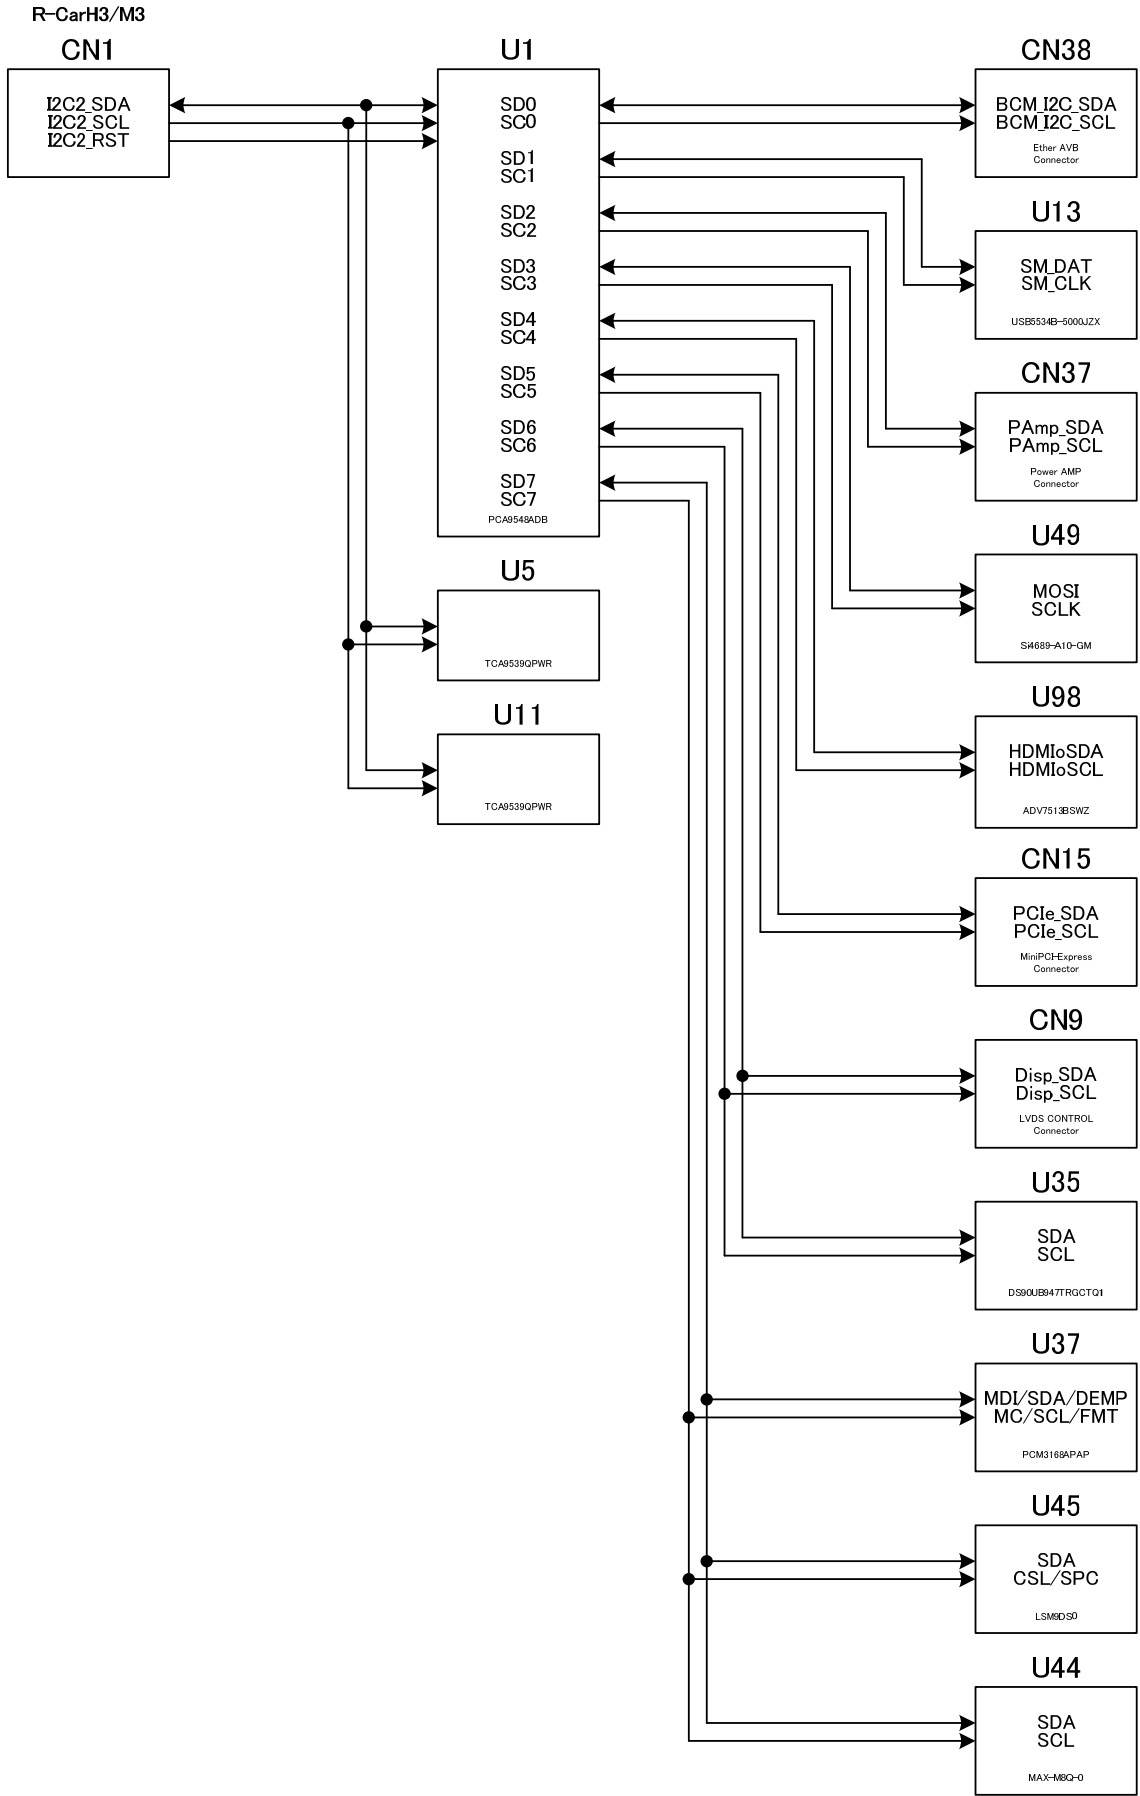 R-CarH3/M3
CN1
I2C2_SDA
I2C2_SCL
I2C2_RST
U1
SD0
SC0
SD1
SC1
SD2
SC2
SD3
SC3
SD4
SC4
SD5
SC5
SD6
SC6
SD7
SC7
PCA9548ADB
U5
TCA9539QPWR
U11
TCA9539QPWR
CN38
BCM_I2C_SDA
BCM_I2C_SCL
Ether AVB
Connector
U13
SM_DAT
SM_CLK
USB5534B-5000JZX
CN37
PAmp_SDA
PAmp_SCL
Power AMP
Connector
U49
MOSI
SCLK
Si4689-A10-GM
U98
HDMIoSDA
HDMIoSCL
ADV7513BSWZ
CN15
PCIe_SDA
PCIe_SCL
MiniPCI-Express
Connector
CN9
Disp_SDA
Disp_SCL
LVDS CONTROL
Connector
U35
SDA
SCL
DS90UB947TRGCTQ1
U37
MDI/SDA/DEMP
MC/SCL/FMT
PCM3168APAP
U45
SDA
CSL/SPC
LSM9DS0
U44
SDA
SCL
MAX-M8Q-0